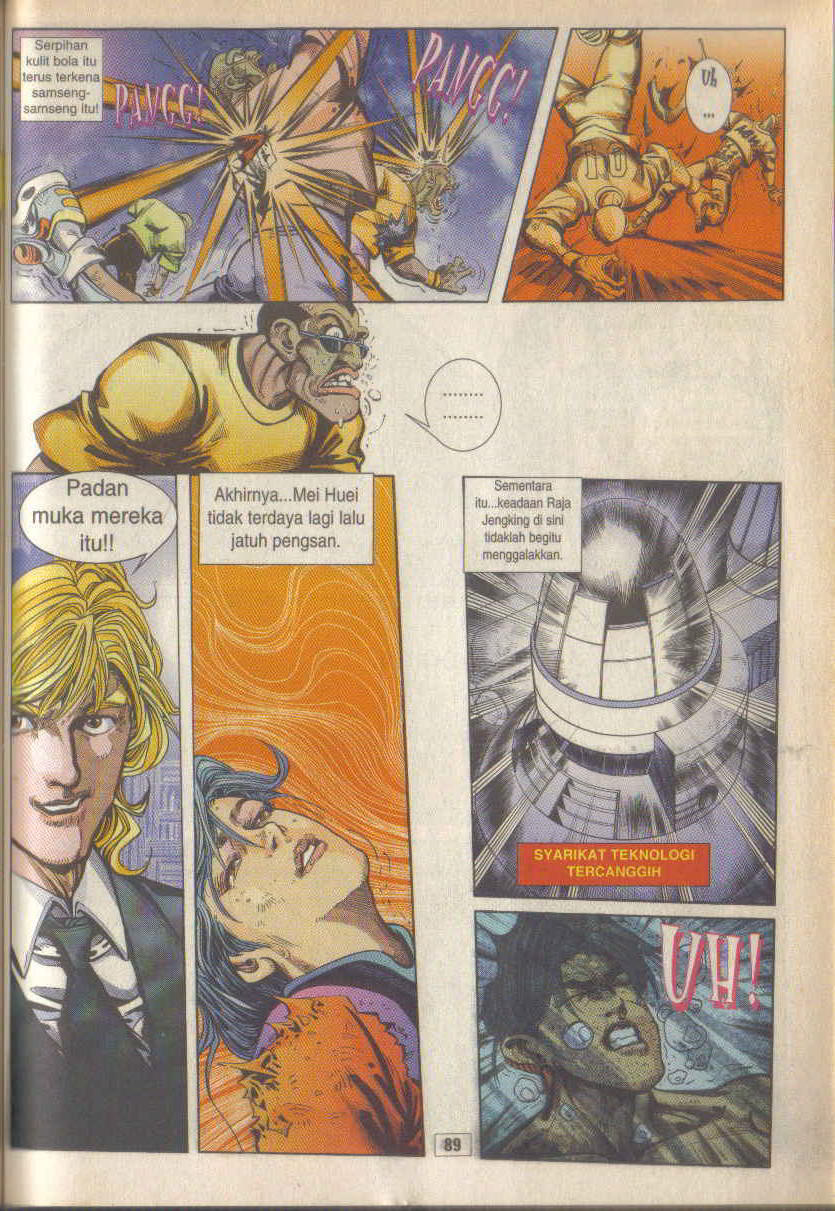 Serpihan
kulit bola itu
terus terkena
samseng-
samseng itu!
PANGG!
PANGG!
Uh
...
10
........
........
Padan
muka mereka
itu!!
Akhirnya...Mei Huei
tidak terdaya lagi lalu
jatuh pengsan.
Sementara
itu...keadaan Raja
Jengking di sini
tidaklah begitu
menggalakkan.
SYARIKAT TEKNOLOGI
TERCANGGIH
UH!
89